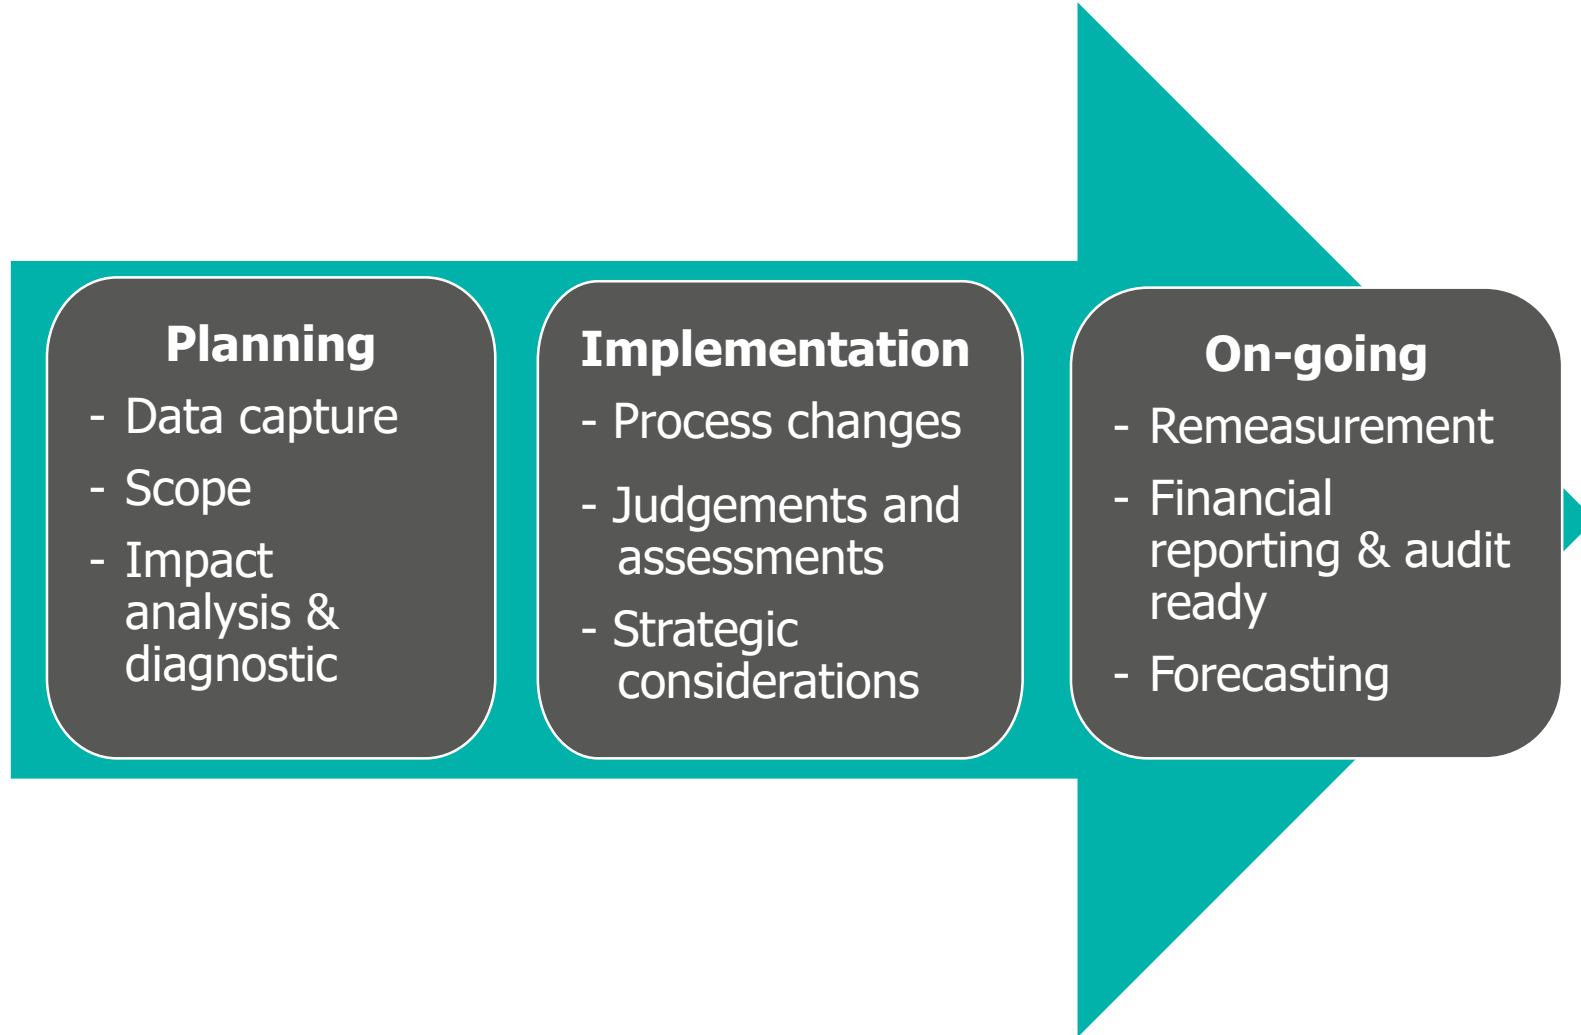 Planning
- Data capture
- Scope
- Impact
analysis &
diagnostic
Implementation
- Process changes
- Judgements and
assessments
- Strategic
considerations
On-going
- Remeasurement
- Financial
reporting & audit
ready
- Forecasting